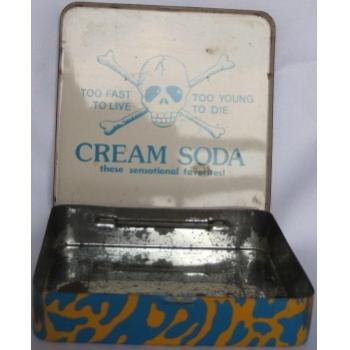 TOO FAST
TO LIVE
TOO YOUNG
TO DIE
CREAM SODA
these sensational favorites!